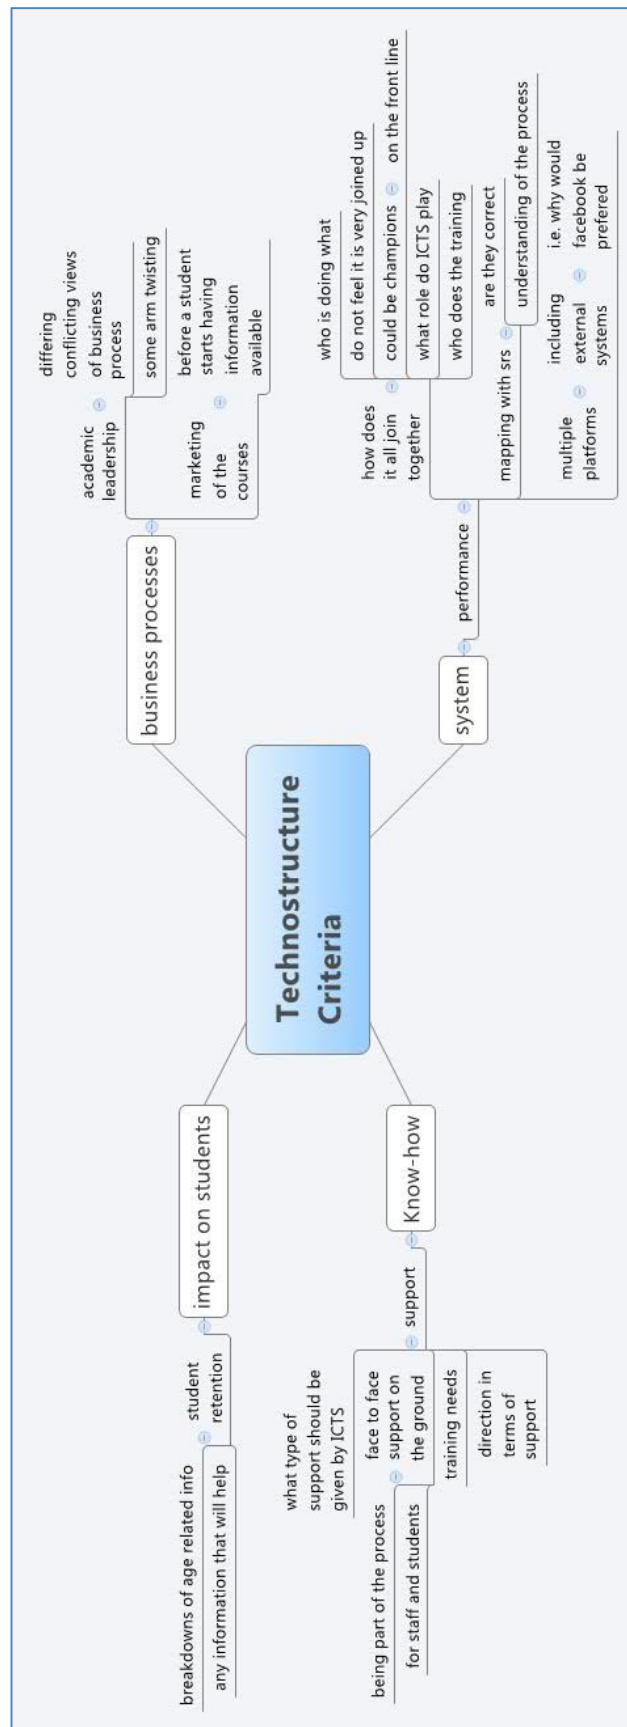 Technostructure
Criteria
business processes
academic
leadership
differing
conflicting views
of business
process
some arm twisting
marketing
of the
courses
before a student
starts having
information
available
system
performance
how does
it all join
together
who is doing what
do not feel it is very joined up
could be champions
on the front line
what role do ICTS play
who does the training
mapping with srs
are they correct
understanding of the process
multiple
platforms
including
external
systems
i.e. why would
facebook be
prefered
impact on students
student
retention
breakdowns of age related info
any information that will help
Know-how
support
what type of
support should be
given by ICTS
face to face
support on
the ground
being part of the process
for staff and students
training needs
direction in
terms of
support